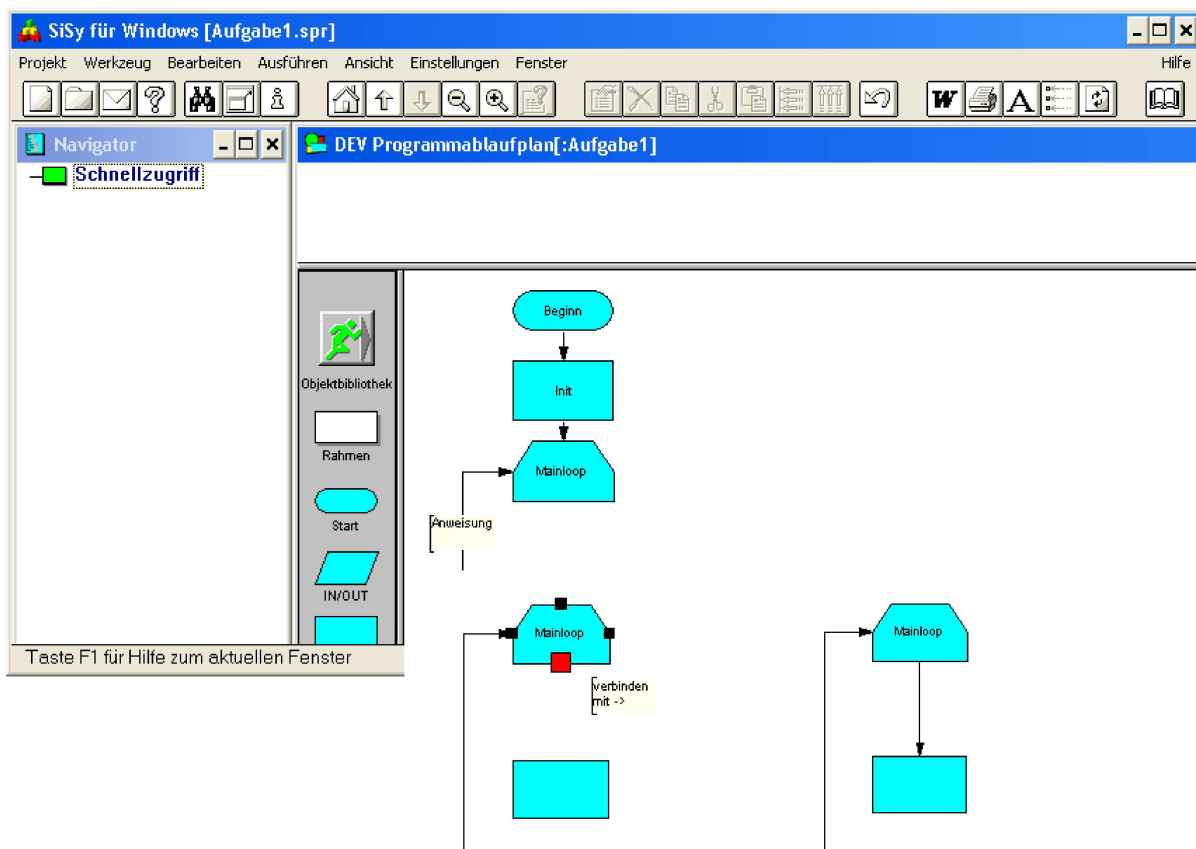 SiSy für Windows [Aufgabe1.spr]
Projekt Werkzeug Bearbeiten Ausführen Ansicht Einstellungen Fenster Hilfe
W A
Navigator
Schnellzugriff
DEV Programmablaufplan[:Aufgabe1]
Objektbibliothek
Rahmen
Start
IN/OUT
Beginn
Init
Mainloop
Anweisung
Mainloop
verbinden
mit ->
Mainloop
Taste F1 für Hilfe zum aktuellen Fenster